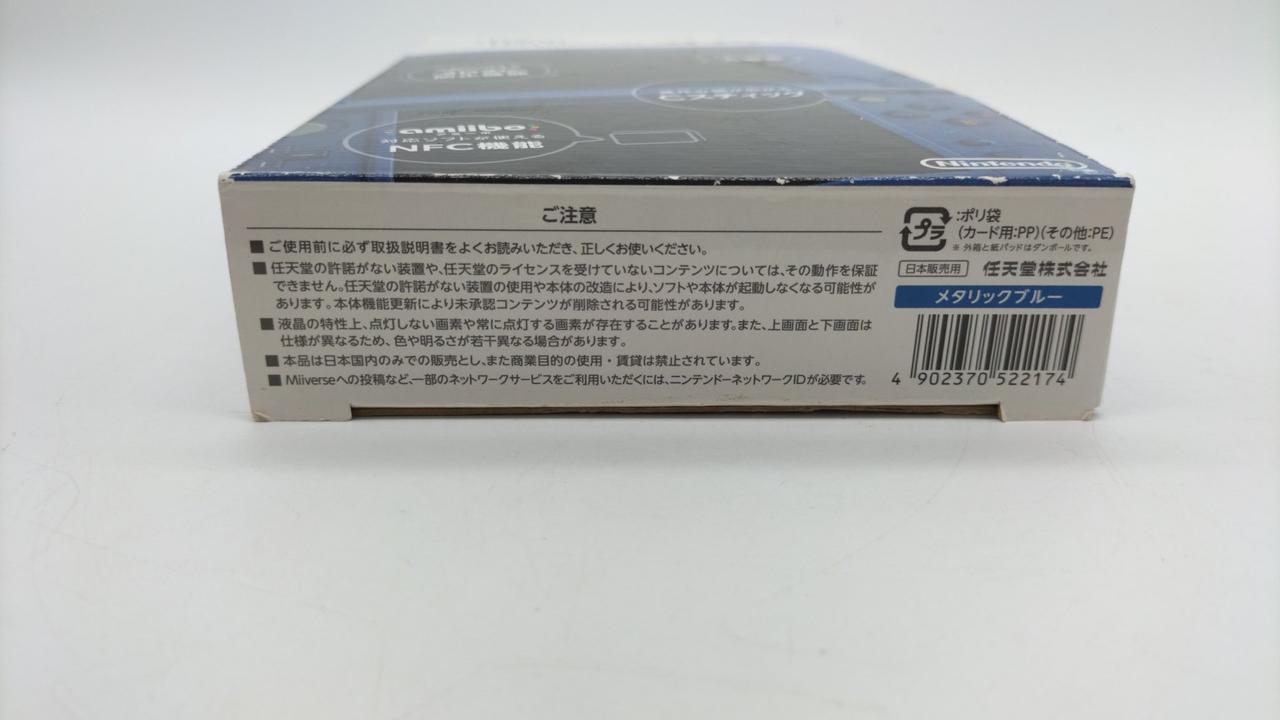 Cスティック
amiibo
対応ソフトが使える
NFC機能
Nintendo
ご注意
■ご使用前に必ず取扱説明書をよくお読みいただき、正しくお使いください。
■任天堂の許諾がない装置や、任天堂のライセンスを受けていないコンテンツについては、その動作を保証
できません。任天堂の許諾がない装置の使用や本体の改造により、ソフトや本体が起動しなくなる可能性が
あります。本体機能更新により未承認コンテンツが削除される可能性があります。
■液晶の特性上、点灯しない画素や常に点灯する画素が存在することがあります。また、上画面と下画面は
仕様が異なるため、色や明るさが若干異なる場合があります。
■本品は日本国内のみでの販売とし、また商業目的の使用・賃貸は禁止されています。
■Miiverseへの投稿など、一部のネットワークサービスをご利用いただくには、ニンテンドーネットワークIDが必要です。
プラ
:ポリ袋
(カード用:PP)(その他:PE)
※ 外箱と紙パッドはダンボールです。
日本販売用 任天堂株式会社
メタリックブルー
4 902370 522174